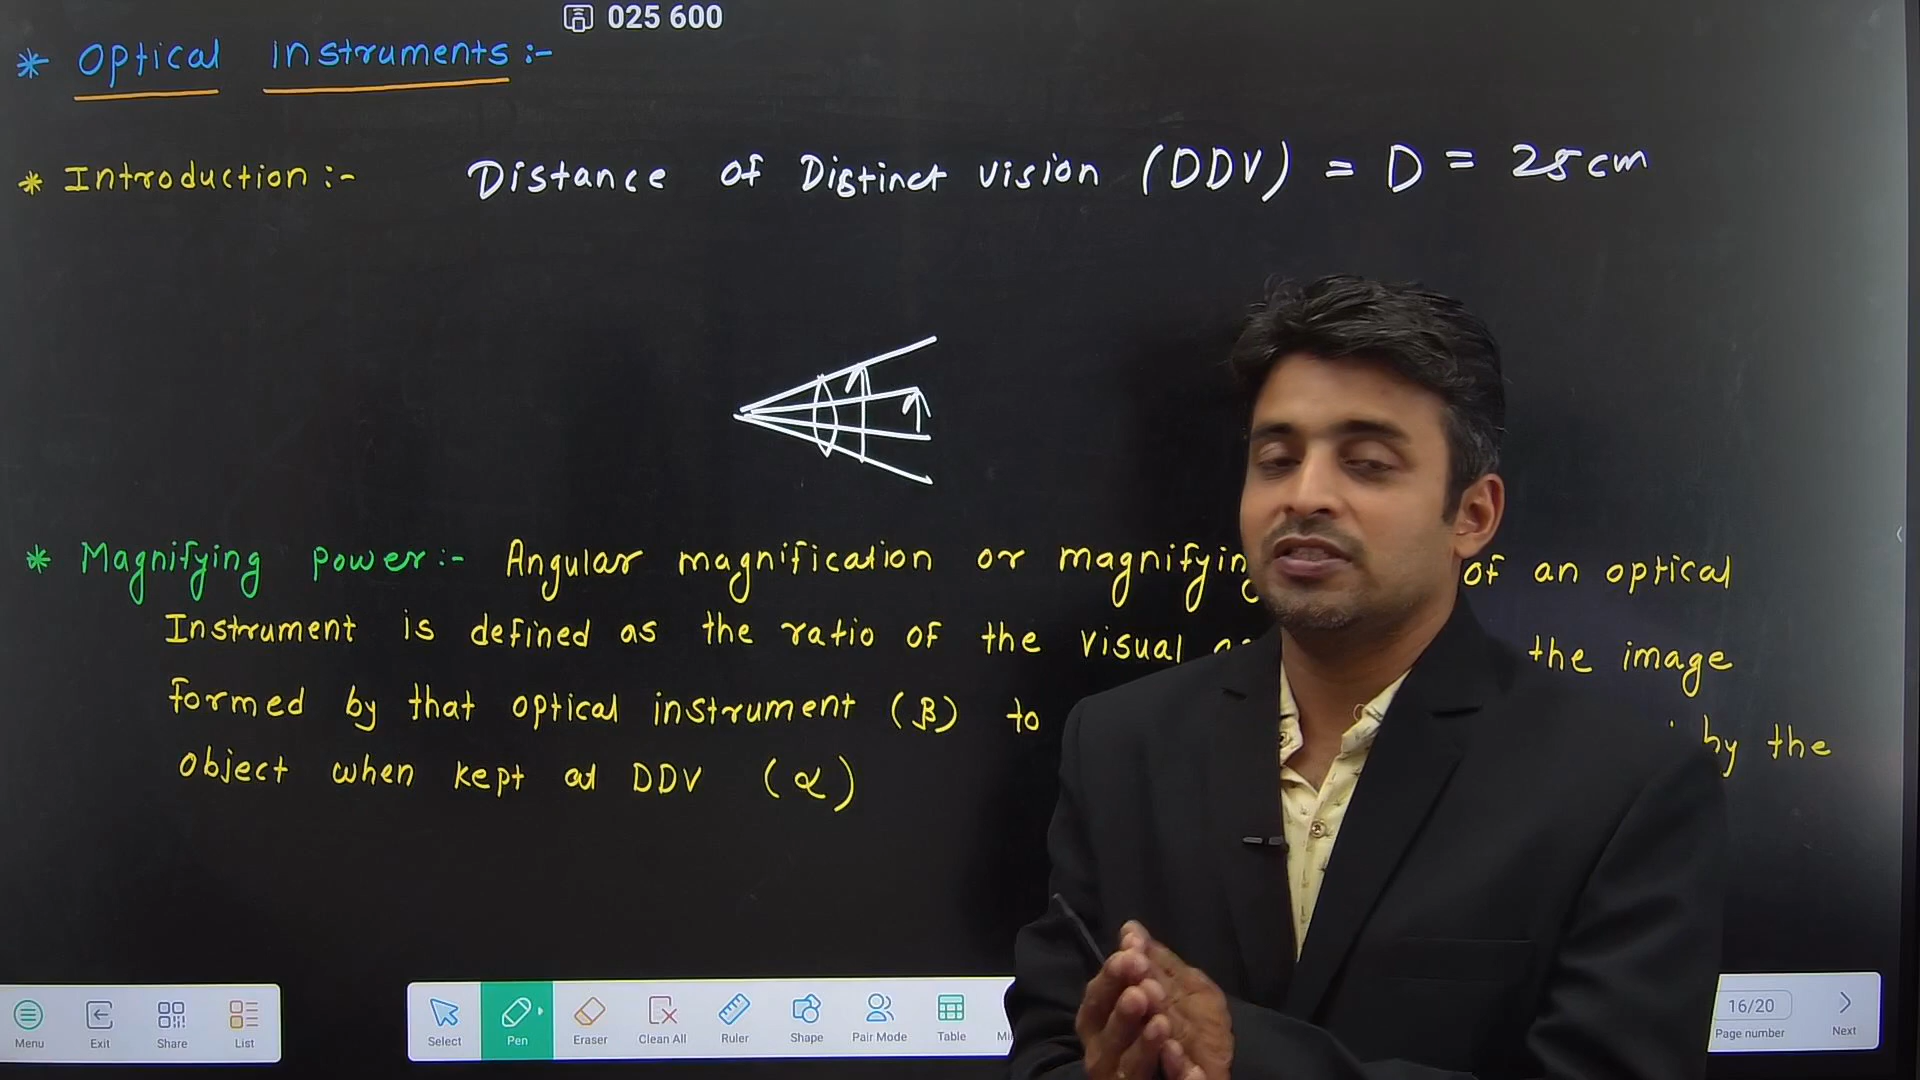 025 600
* Optical instruments :-
* Introduction :- Distance of Distinct vision (DDV) = D = 25 cm
* Magnifying power :- Angular magnification or magnifying of an optical
Instrument is defined as the ratio of the visual the image
formed by that optical instrument (β) to by the
object when kept at DDV (α)
Menu Exit Share List Select Pen Eraser Clean All Ruler Shape Pair Mode Table 16/20 Page number Next